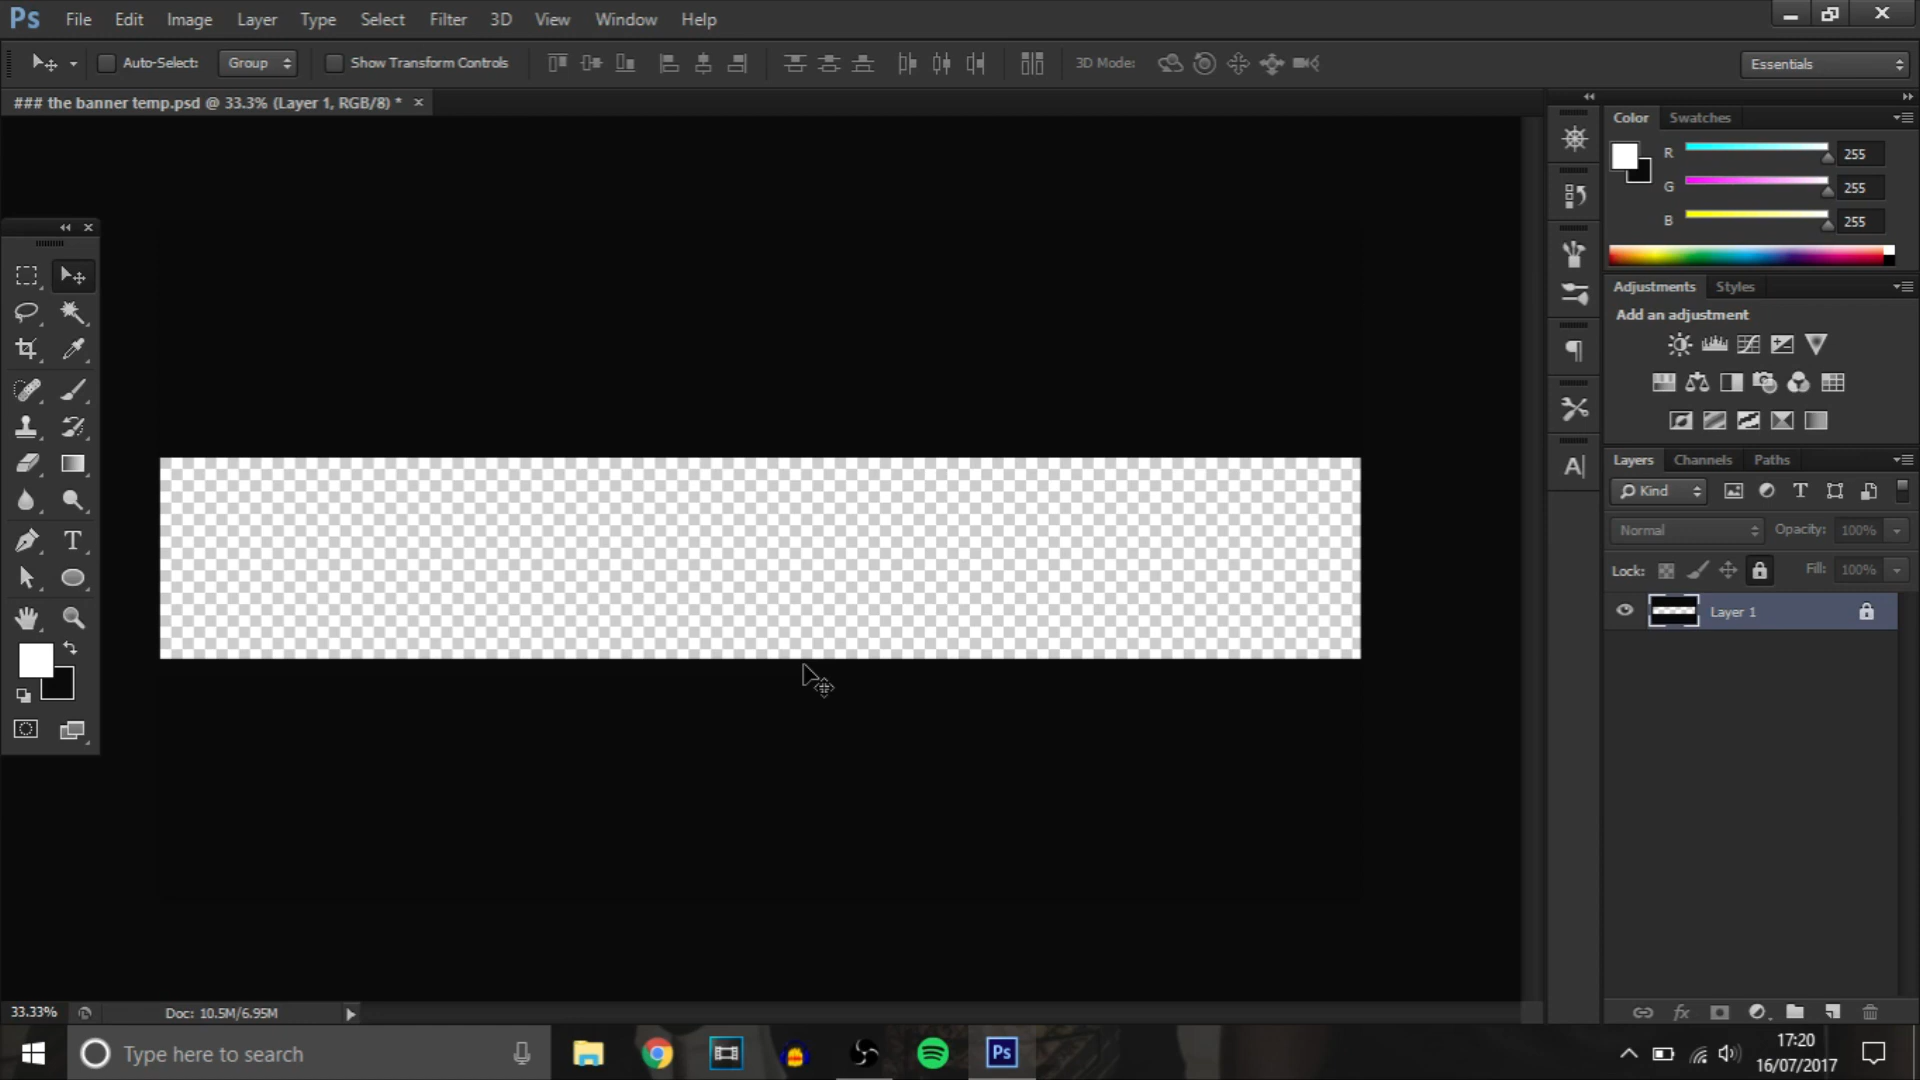 Ps File Edit Image Layer Type Select Filter 3D View Window Help
Auto-Select: Group Show Transform Controls 3D Mode: Essentials
### the banner temp.psd @ 33.3% (Layer 1, RGB/8) *
Color Swatches
R 255
G 255
B 255
Adjustments Styles
Add an adjustment
Layers Channels Paths
Kind
Normal Opacity: 100%
Lock: Fill: 100%
Layer 1
33.33% Doc: 10.5M/6.95M
Type here to search
Ps
17:20
16/07/2017